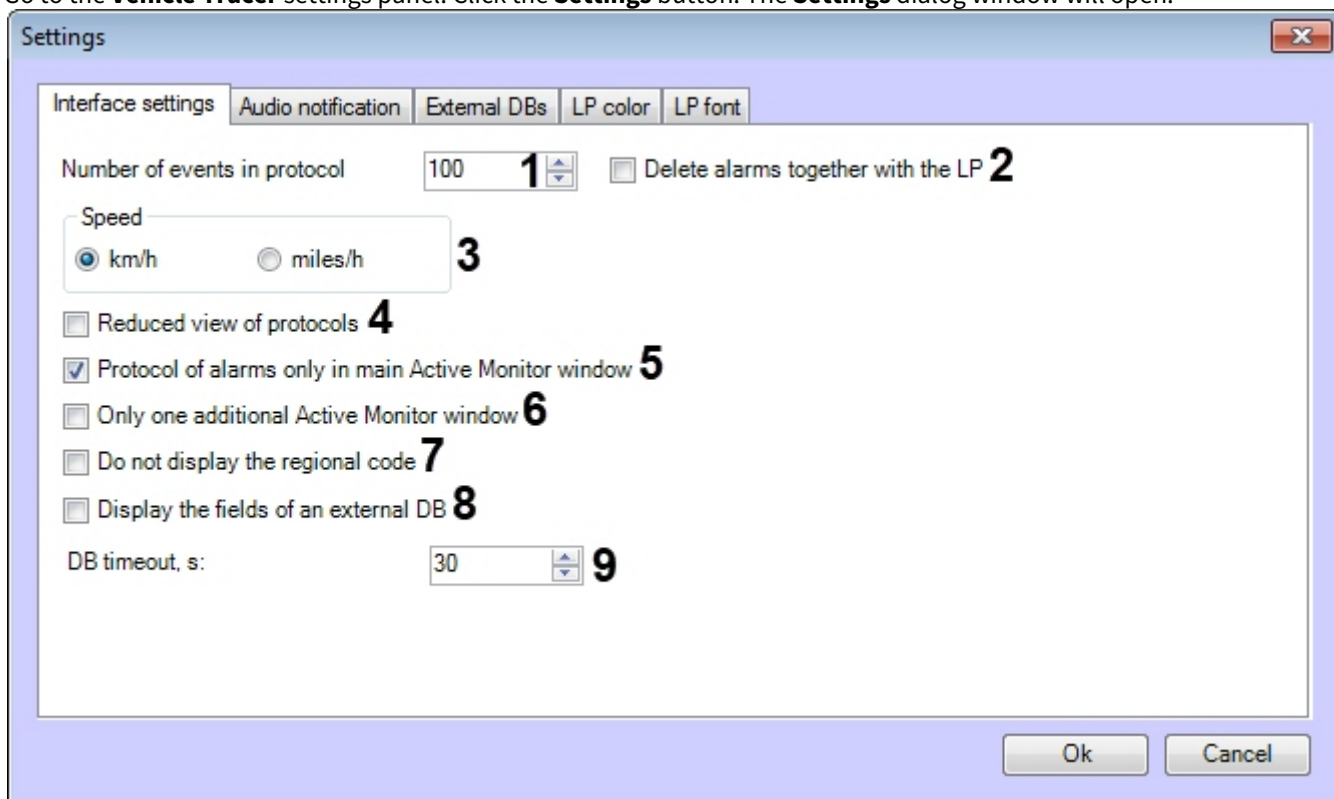 Go to the Vehicle Tracer settings panel. Click the Settings button. The Settings dialog window will open.
Settings
Interface settings Audio notification External DBs LP color LP font
Number of events in protocol 100 1 Delete alarms together with the LP 2
Speed
km/h miles/h 3
Reduced view of protocols 4
Protocol of alarms only in main Active Monitor window 5
Only one additional Active Monitor window 6
Do not display the regional code 7
Display the fields of an external DB 8
DB timeout, s: 30 9
Ok Cancel